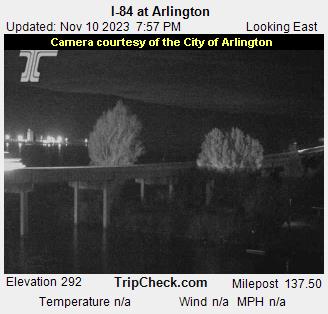 I-84 at Arlington
Updated: Nov 10 2023 7:57 PM Looking East
Camera courtesy of the City of Arlington
Elevation 292 TripCheck.com Milepost 137.50
Temperature n/a Wind n/a MPH n/a